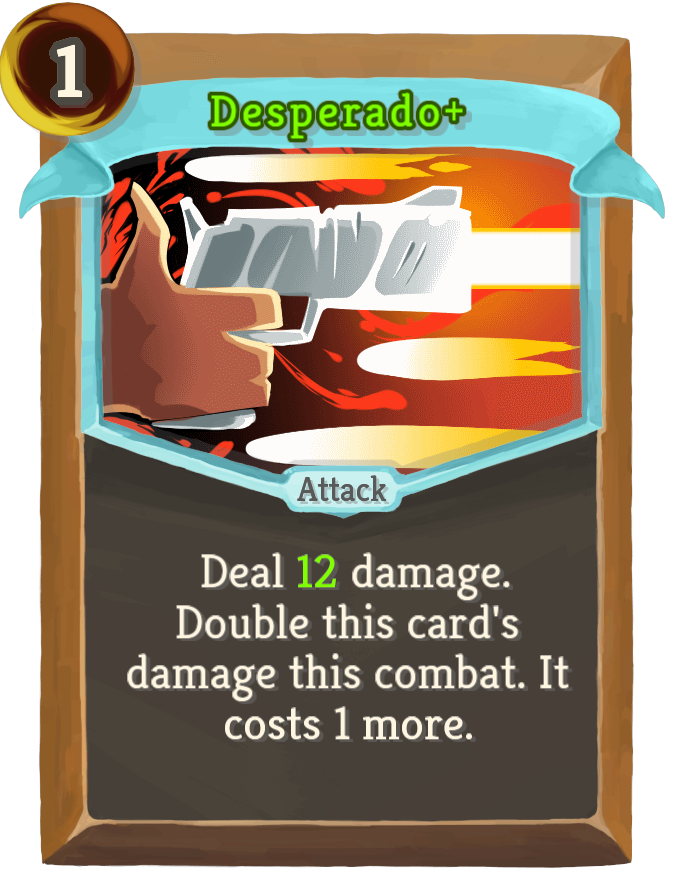 1
Desperado+
Attack
Deal 12 damage.
Double this card's
damage this combat. It
costs 1 more.